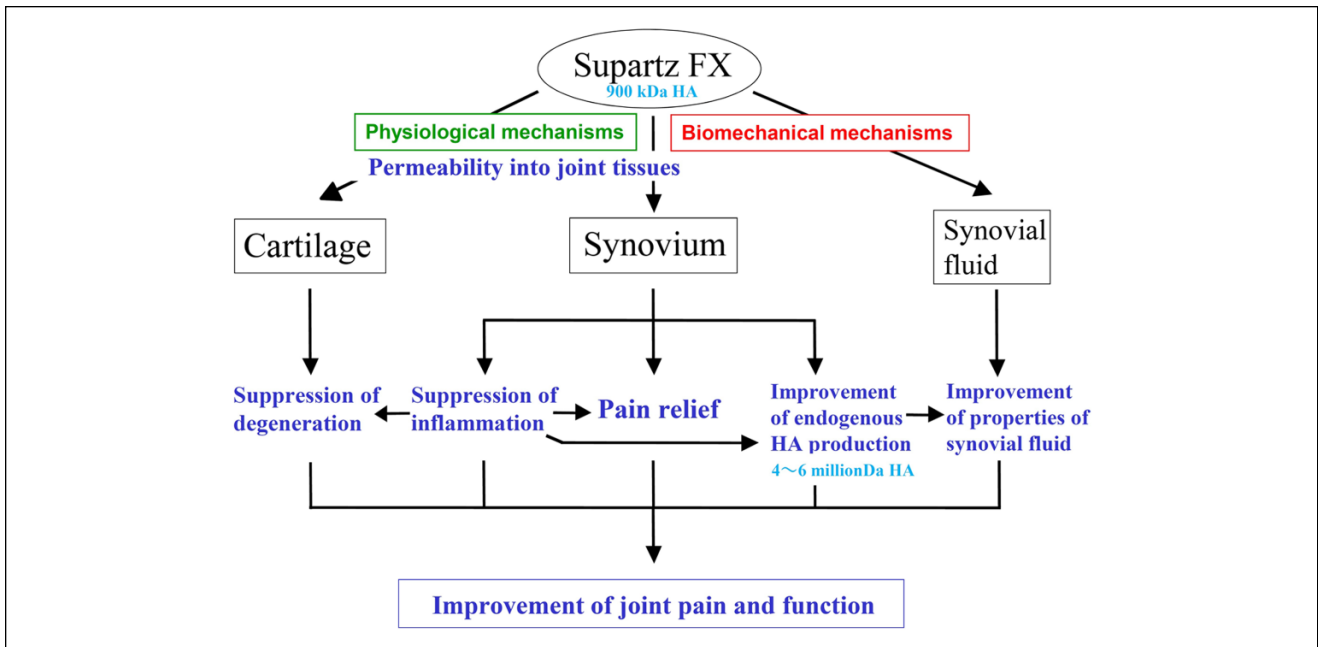 Supartz FX
900 kDa HA
Physiological mechanisms
Biomechanical mechanisms
Permeability into joint tissues
Cartilage
Synovium
Synovial
fluid
Suppression of
degeneration
Suppression of
inflammation
Pain relief
Improvement
of endogenous
HA production
4～6 millionDa HA
Improvement
of properties of
synovial fluid
Improvement of joint pain and function